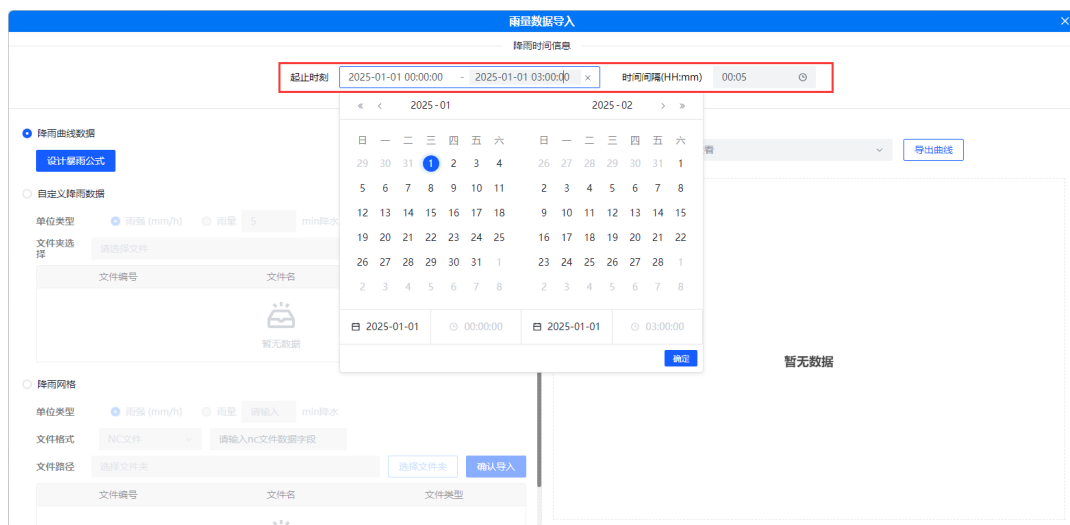 雨量数据导入
降雨时间信息
起止时刻 2025-01-01 00:00:00 - 2025-01-01 03:00:00 × 时间间隔(HH:mm) 00:05
« ‹ 2025-01 2025-02 › »
日 一 二 三 四 五 六 日 一 二 三 四 五 六
29 30 31 1 2 3 4 26 27 28 29 30 31 1
5 6 7 8 9 10 11 2 3 4 5 6 7 8
12 13 14 15 16 17 18 9 10 11 12 13 14 15
19 20 21 22 23 24 25 16 17 18 19 20 21 22
26 27 28 29 30 31 1 23 24 25 26 27 28 1
2 3 4 5 6 7 8 2 3 4 5 6 7 8
2025-01-01 00:00:00 2025-01-01 03:00:00
确定
降雨曲线数据
设计暴雨公式
自定义降雨数据
单位类型 雨强 (mm/h) 雨量 5 min降水
文件夹选择 请选择文件
文件编号 文件名
暂无数据
降雨网格
单位类型 雨强 (mm/h) 雨量 请输入 min降水
文件格式 NC文件 请输入nc文件数据字段
文件路径 选择文件夹 选择文件夹 确认导入
文件编号 文件名 文件类型
看 导出曲线
暂无数据